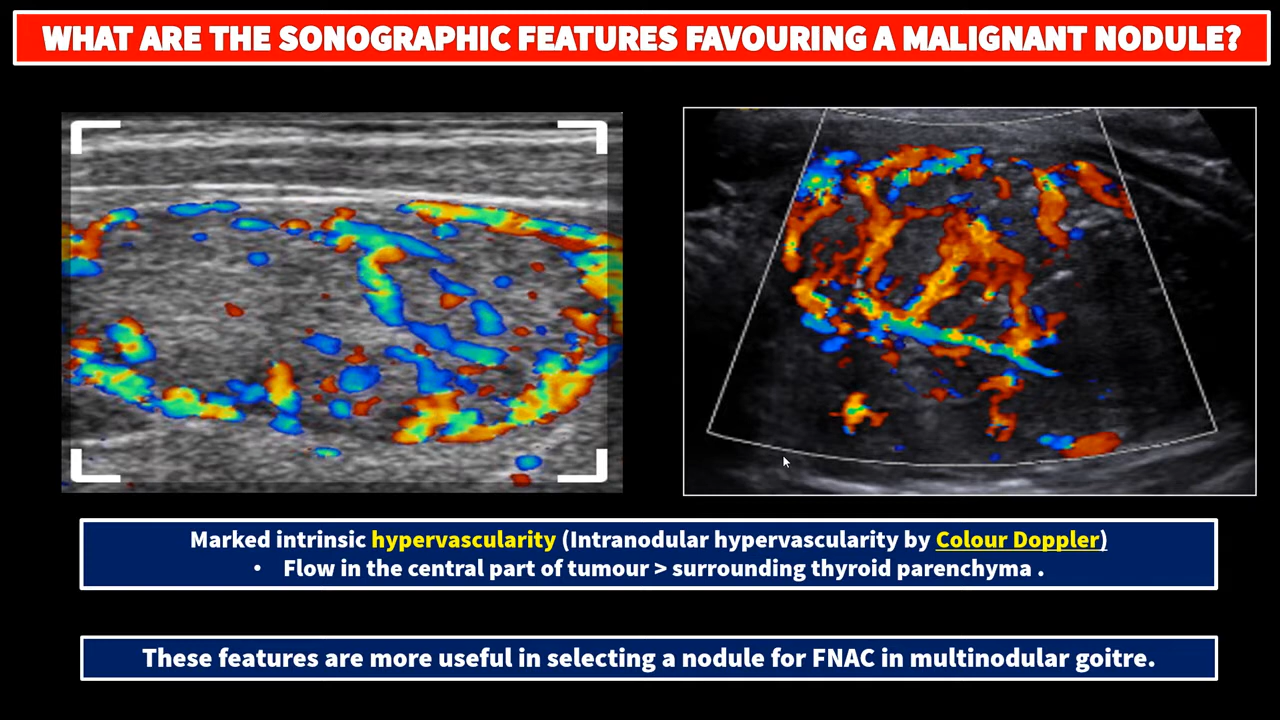 WHAT ARE THE SONOGRAPHIC FEATURES FAVOURING A MALIGNANT NODULE?
Marked intrinsic hypervascularity (Intranodular hypervascularity by Colour Doppler)
• Flow in the central part of tumour > surrounding thyroid parenchyma .
These features are more useful in selecting a nodule for FNAC in multinodular goitre.